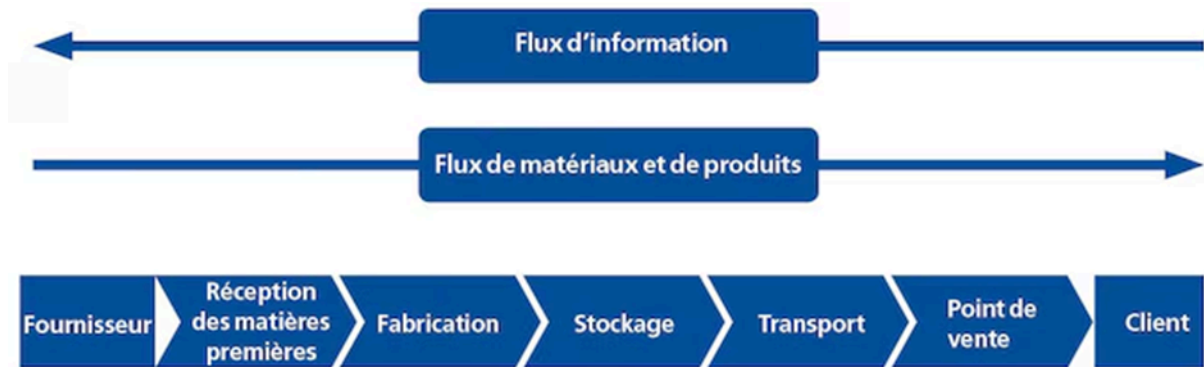 Flux d'information
Flux de matériaux et de produits
Fournisseur
Réception
des matières
premières
Fabrication
Stockage
Transport
Point de
vente
Client